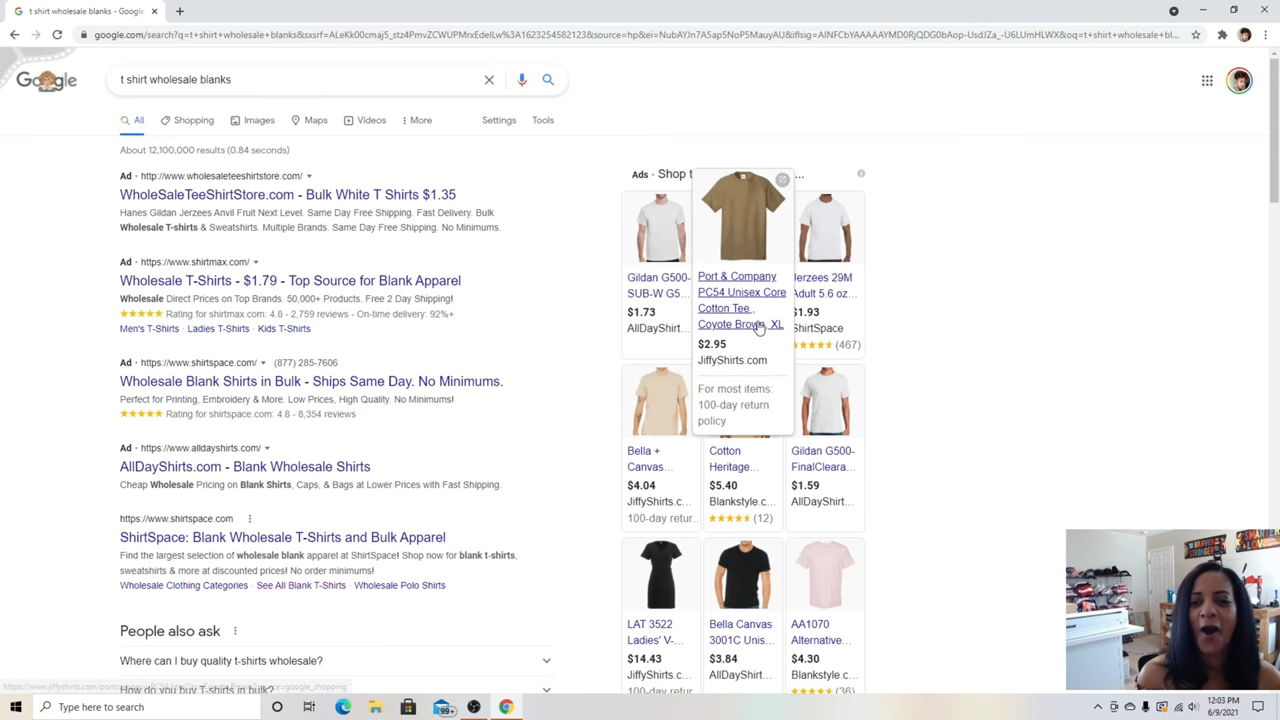 t shirt wholesale blanks - Google
google.com/search?q=t+shirt+wholesale+blanks&sxsrf=ALeKk00cmaj5_stz4PmvZCWUPMrxEdelLw%3A1623254582123&source=hp&ei=NubAYJn7A5ap5NoP5MauyAU&iflsig=AINFCbYAAAAAYMD0RjQDG0bAop-UsdJZa_-U6LUmHLWX&oq=t+shirt+wholesale+bl...
t shirt wholesale blanks
All
Shopping
Images
Maps
Videos
More
Settings
Tools
About 12,100,000 results (0.84 seconds)
Ad · http://www.wholesaleteeshirtstore.com/
WholeSaleTeeShirtStore.com - Bulk White T Shirts $1.35
Hanes Gildan Jerzees Anvil Fruit Next Level. Same Day Free Shipping. Fast Delivery. Bulk
Wholesale T-shirts & Sweatshirts. Multiple Brands. Same Day Free Shipping. No Minimums.
Ad · https://www.shirtmax.com/
Wholesale T-Shirts - $1.79 - Top Source for Blank Apparel
Wholesale Direct Prices on Top Brands. 50,000+ Products. Free 2 Day Shipping!
Rating for shirtmax.com: 4.8 - 2,759 reviews - On-time delivery: 92%+
Men's T-Shirts · Ladies T-Shirts · Kids T-Shirts
Ad · https://www.shirtspace.com/ (877) 285-7606
Wholesale Blank Shirts in Bulk - Ships Same Day. No Minimums.
Perfect for Printing, Embroidery & More. Low Prices, High Quality. No Minimums!
Rating for shirtspace.com: 4.8 - 8,354 reviews
Ad · https://www.alldayshirts.com/
AllDayShirts.com - Blank Wholesale Shirts
Cheap Wholesale Pricing on Blank Shirts, Caps, & Bags at Lower Prices with Fast Shipping.
https://www.shirtspace.com
ShirtSpace: Blank Wholesale T-Shirts and Bulk Apparel
Find the largest selection of wholesale blank apparel at ShirtSpace! Shop now for blank t-shirts,
sweatshirts & more at discounted prices! No order minimums!
Wholesale Clothing Categories · See All Blank T-Shirts · Wholesale Polo Shirts
People also ask
Where can I buy quality t-shirts wholesale?
How do you buy T-shirts in bulk?
Ads · Shop t ...
Gildan G500-
SUB-W G5...
$1.73
AllDayShirt...
Port & Company
PC54 Unisex Core
Cotton Tee ,
Coyote Brown, XL
$2.95
JiffyShirts.com
For most items:
100-day return
policy
Jerzees 29M
Adult 5.6 oz...
$1.93
ShirtSpace
(467)
Bella +
Canvas...
$4.04
JiffyShirts.c...
100-day retur...
Cotton
Heritage...
$5.40
Blankstyle.c...
(12)
Gildan G500-
FinalCleara...
$1.59
AllDayShirt...
LAT 3522
Ladies' V-...
$14.43
JiffyShirts.c...
100-day retur...
Bella Canvas
3001C Unis...
$3.84
AllDayShirt...
AA1070
Alternative...
$4.30
Blankstyle.c...
(36)
Type here to search
99+
12:03 PM
6/9/2021